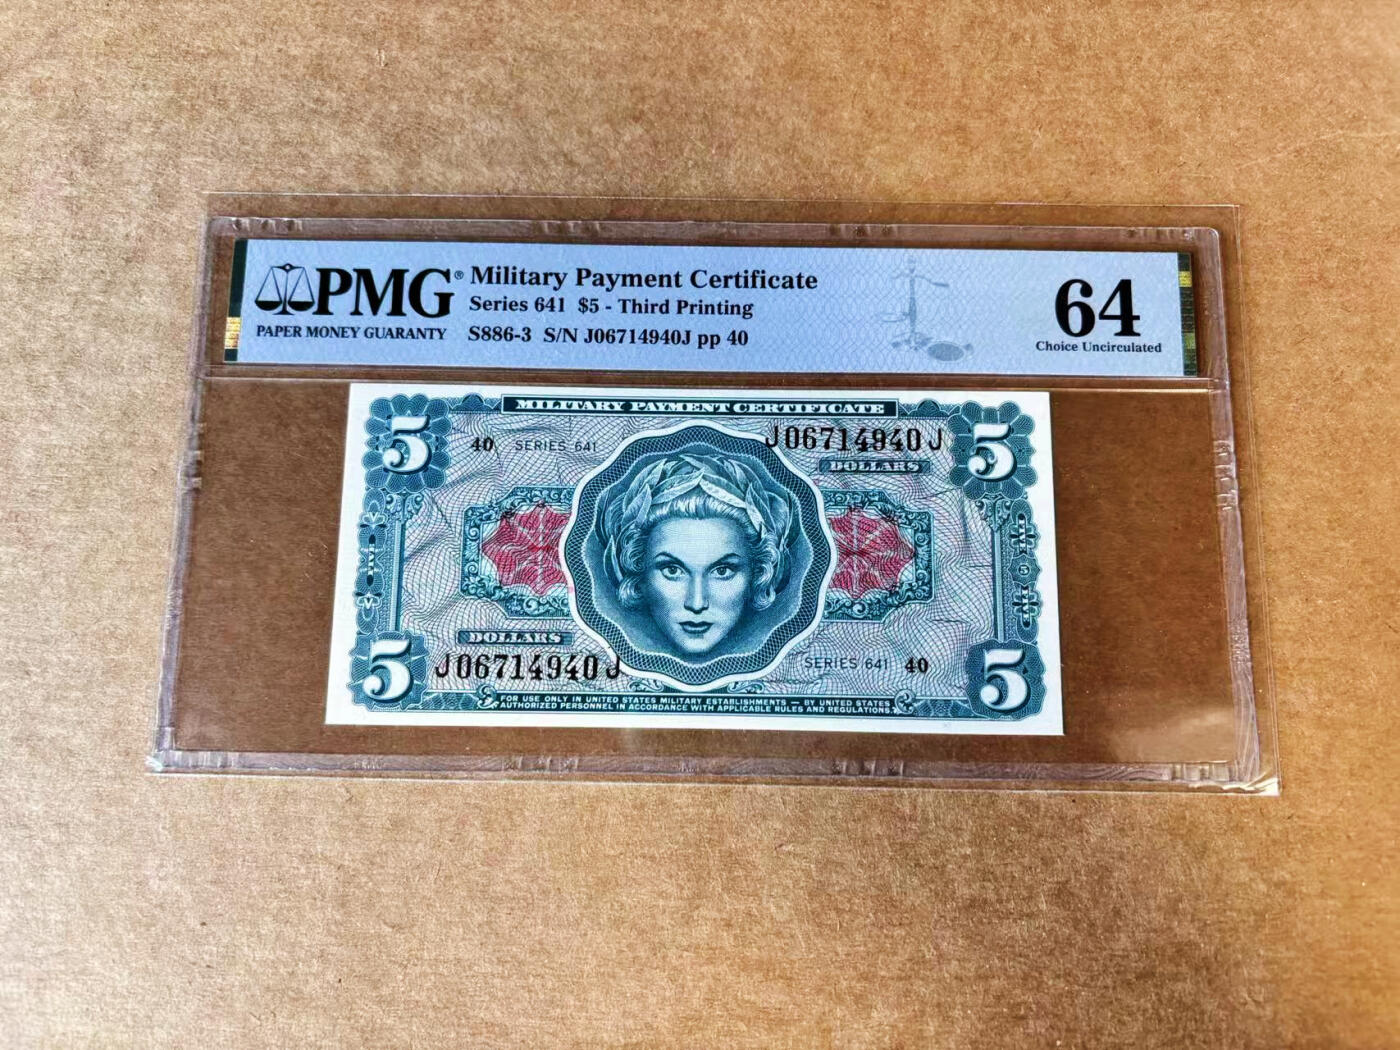 PMG®
PAPER MONEY GUARANTY
Military Payment Certificate
Series 641 $5 - Third Printing
S886-3 S/N J06714940J pp 40
64
Choice Uncirculated
MILITARY PAYMENT CERTIFICATE
5 40 SERIES 641 J06714940J 5
DOLLARS
FIVE
DOLLARS
J06714940J SERIES 641 40
5 5
FOR USE ONLY IN UNITED STATES MILITARY ESTABLISHMENTS — BY UNITED STATES
AUTHORIZED PERSONNEL IN ACCORDANCE WITH APPLICABLE RULES AND REGULATIONS.